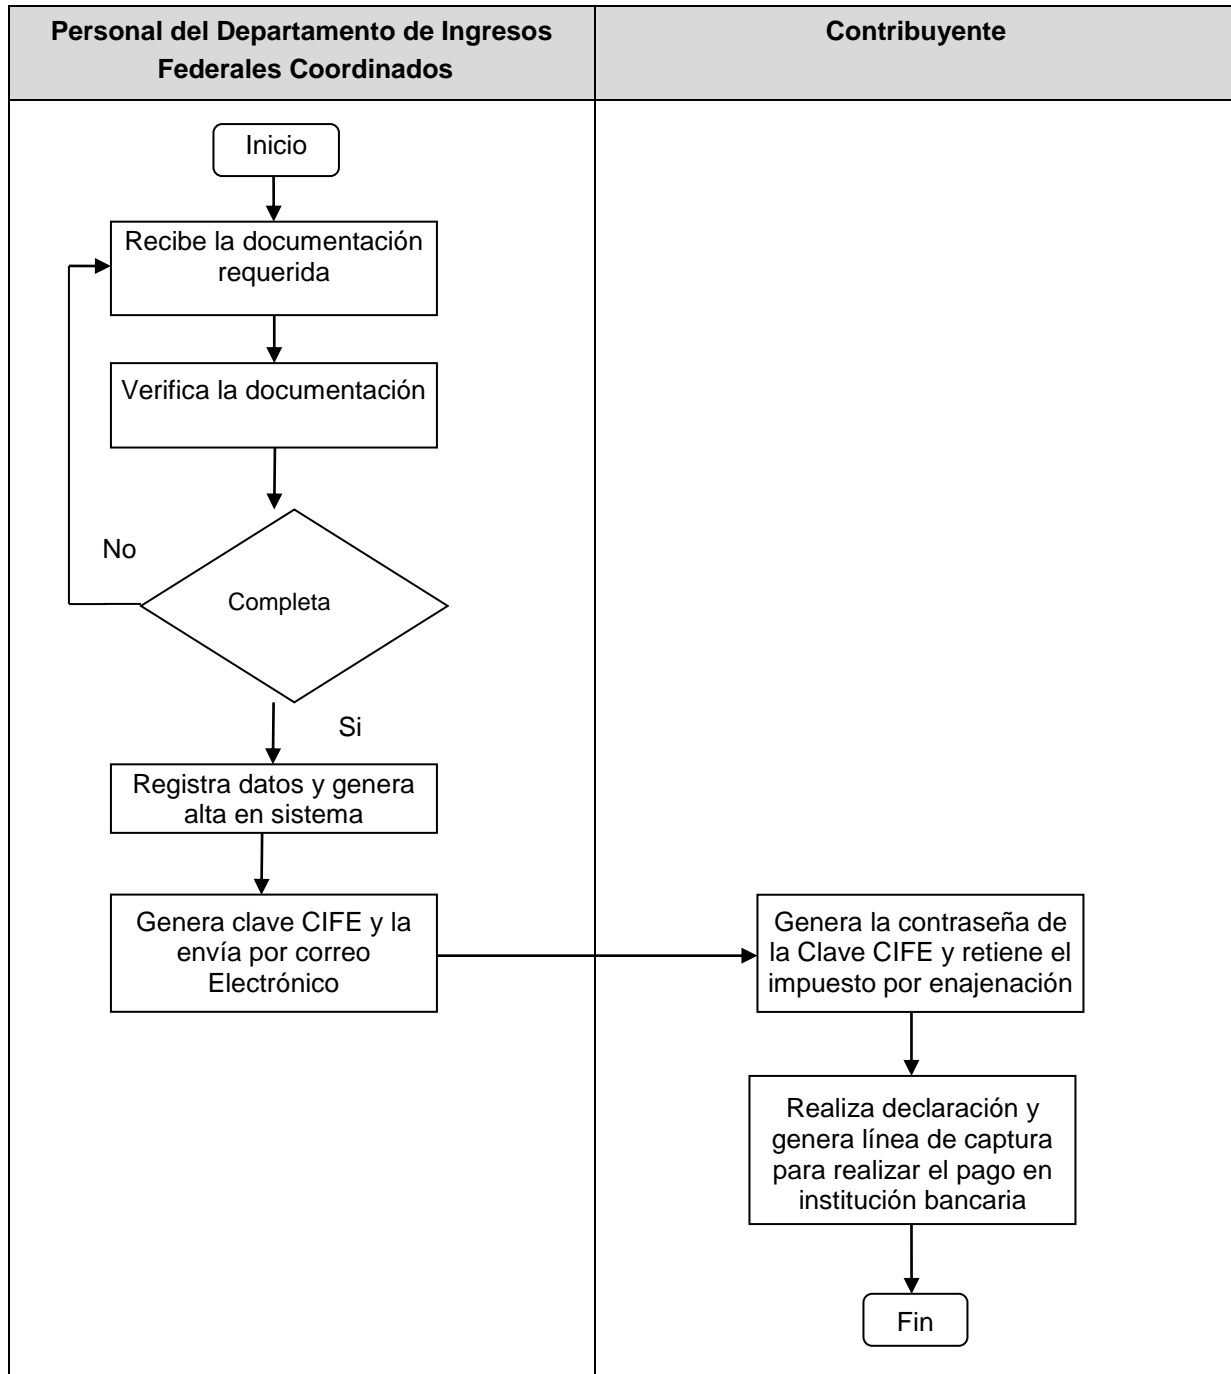 Personal del Departamento de Ingresos
Federales Coordinados
Contribuyente
Inicio
Recibe la documentación
requerida
Verifica la documentación
No
Completa
Si
Registra datos y genera
alta en sistema
Genera clave CIFE y la
envía por correo
Electrónico
Genera la contraseña de
la Clave CIFE y retiene el
impuesto por enajenación
Realiza declaración y
genera línea de captura
para realizar el pago en
institución bancaria
Fin